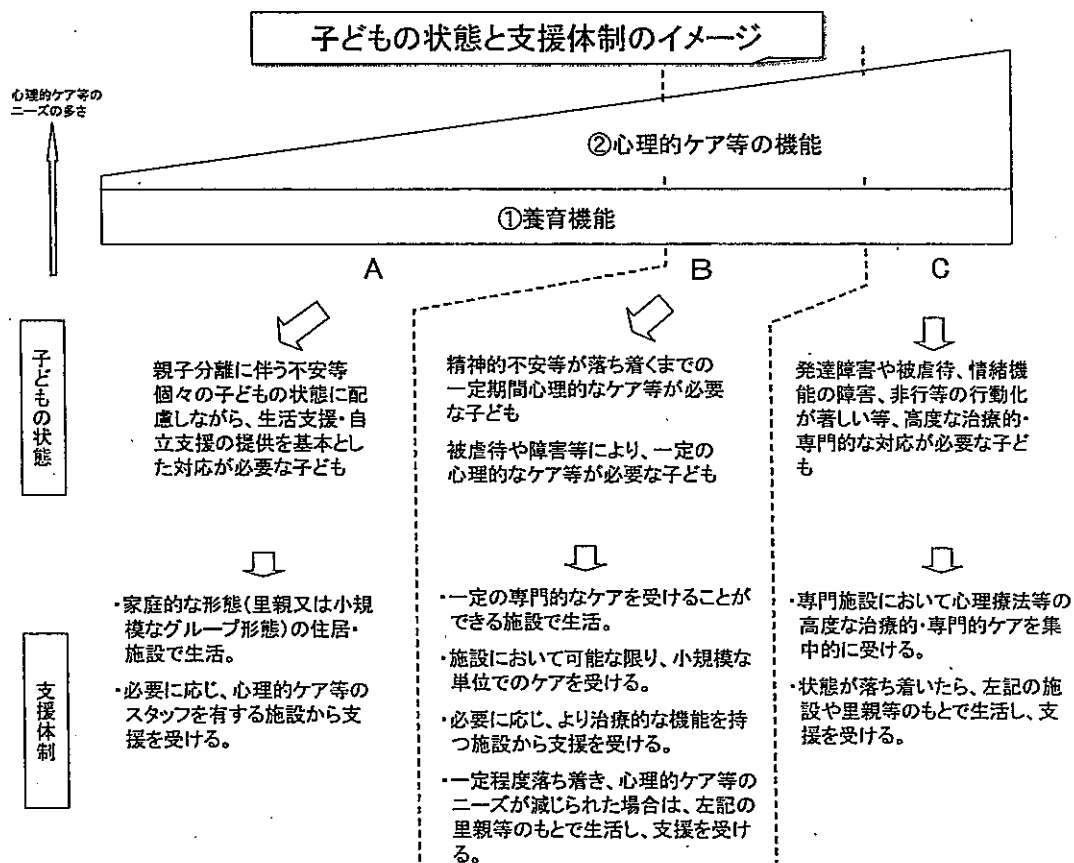 子どもの状態と支援体制のイメージ
心理的ケア等の
ニーズの多さ
②心理的ケア等の機能
①養育機能
A
B
C
子どもの状態
親子分離に伴う不安等
個々の子どもの状態に配
慮しながら、生活支援・自
立支援の提供を基本とし
た対応が必要な子ども
精神的不安等が落ち着くまでの
一定期間心理的なケア等が必要
な子ども
被虐待や障害等により、一定の
心理的なケア等が必要な子ども
発達障害や被虐待、情緒機
能の障害、非行等の行動化
が著しい等、高度な治療的・
専門的な対応が必要な子ど
も
支援体制
・家庭的な形態(里親又は小規
模なグループ形態)の住居・
施設で生活。
・必要に応じ、心理的ケア等の
スタッフを有する施設から支
援を受ける。
・一定の専門的なケアを受けることが
できる施設で生活。
・施設において可能な限り、小規模な
単位でのケアを受ける。
・必要に応じ、より治療的な機能を持
つ施設から支援を受ける。
・一定程度落ち着き、心理的ケア等の
ニーズが減じられた場合は、左記の
里親等のもとで生活し、支援を受け
る。
・専門施設において心理療法等の
高度な治療的・専門的ケアを集
中的に受ける。
・状態が落ち着いたら、左記の施
設や里親等のもとで生活し、支
援を受ける。